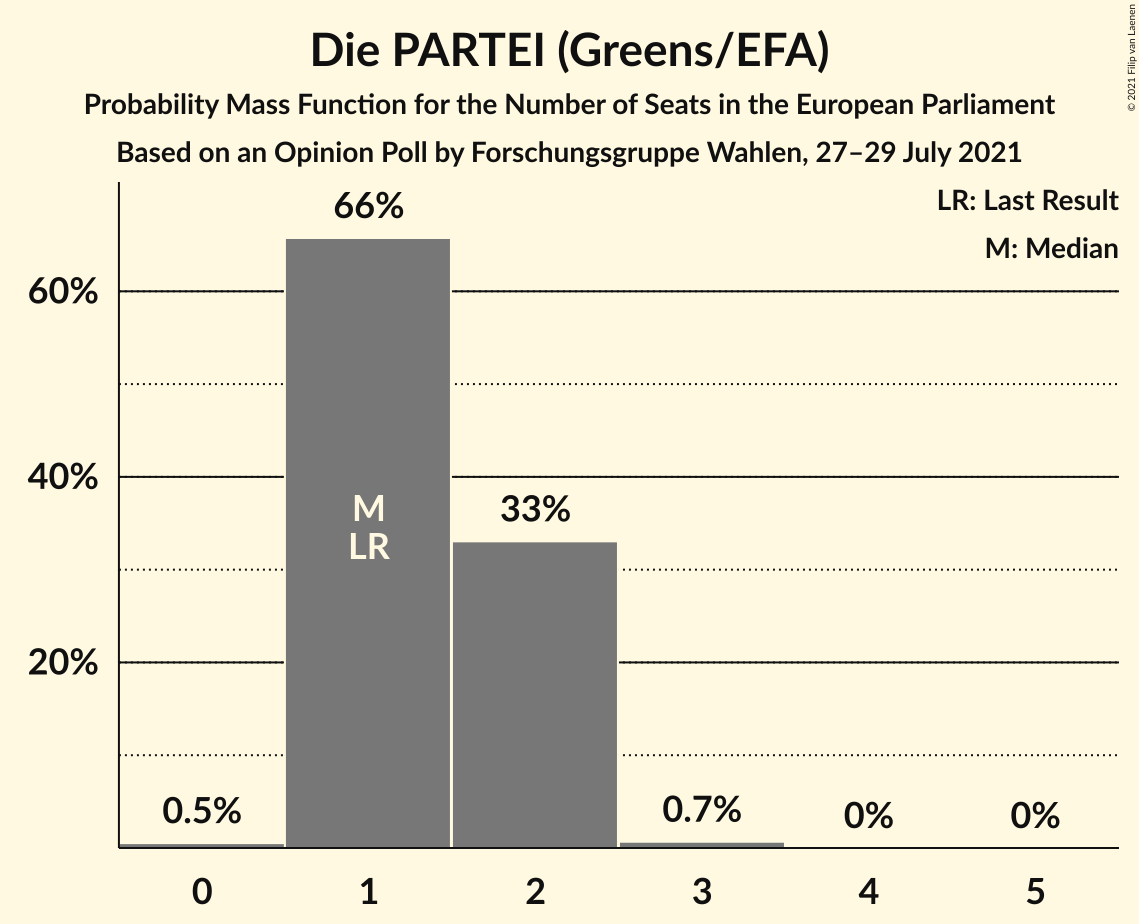 Die PARTEI (Greens/EFA)
Probability Mass Function for the Number of Seats in the European Parliament
Based on an Opinion Poll by Forschungsgruppe Wahlen, 27–29 July 2021
© 2021 Filip van Laenen
LR: Last Result
M: Median
66%
60%
40%
M
LR
33%
20%
0.5%
0.7%
0%
0%
0
1
2
3
4
5